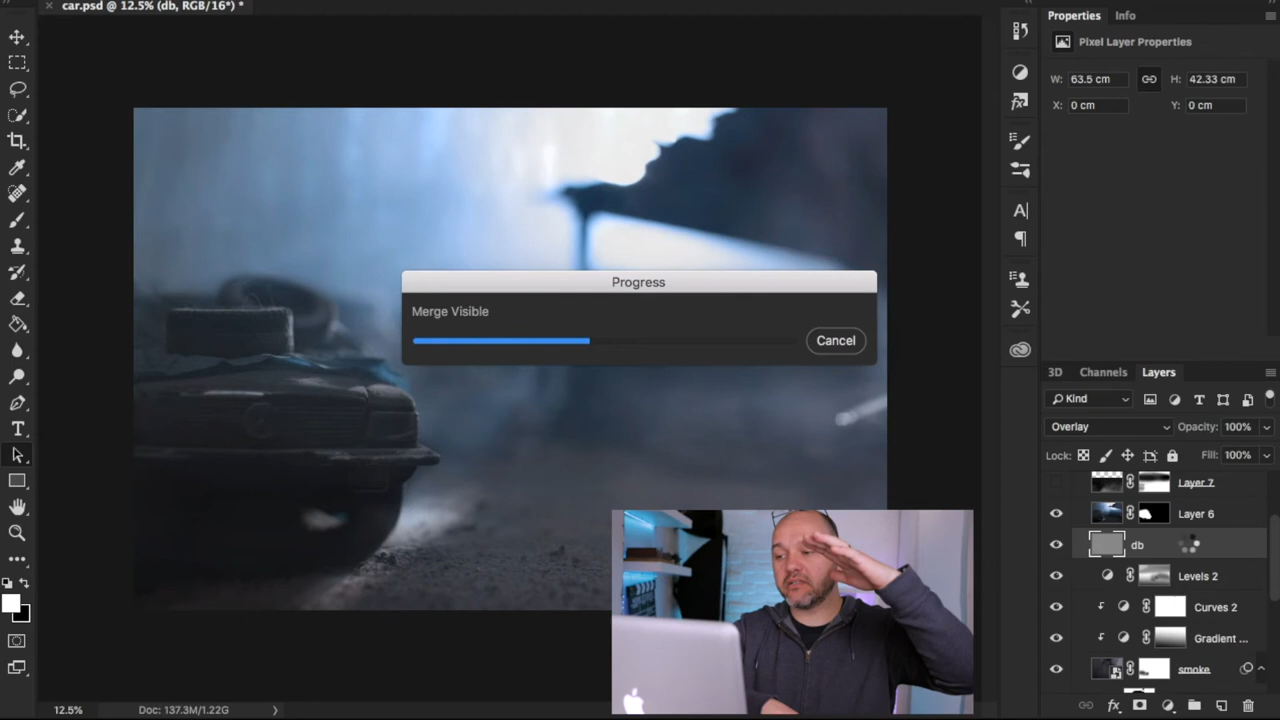 car.psd @ 12.5% (db, RGB/16*) *
Properties
Info
Pixel Layer Properties
W: 63.5 cm
H: 42.33 cm
X: 0 cm
Y: 0 cm
Progress
Merge Visible
Cancel
3D
Channels
Layers
Kind
Overlay
Opacity: 100%
Lock:
Fill: 100%
Layer 7
Layer 6
db
Levels 2
Curves 2
Gradient ...
smoke
12.5%
Doc: 137.3M/1.22G